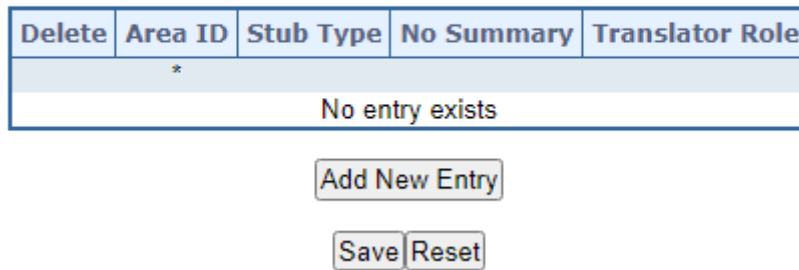 Delete Area ID Stub Type No Summary Translator Role
*
No entry exists
Add New Entry
Save Reset